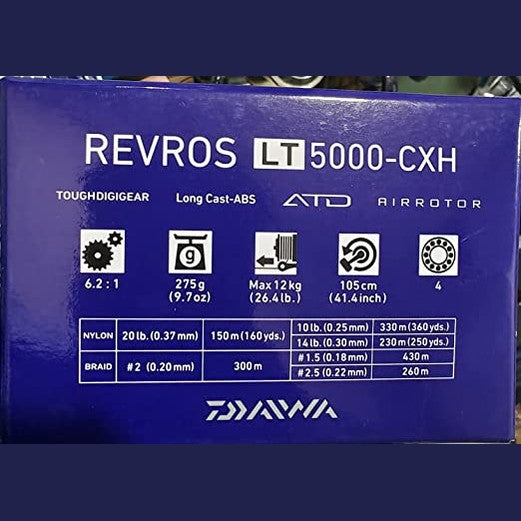 REVROS LT 5000-CXH
TOUGHDIGIGEAR Long Cast-ABS ATD AIRROTOR
g
6.2 : 1 275g Max 12kg 105cm 4
(9.7oz) (26.4lb.) (41.4inch)
NYLON 20lb. (0.37mm) 150m (160yds.) 10lb. (0.25mm) 330m (360yds.)
14lb. (0.30mm) 230m (250yds.)
BRAID #2 (0.20mm) 300m #1.5 (0.18mm) 430m
#2.5 (0.22mm) 260m
DAIWA